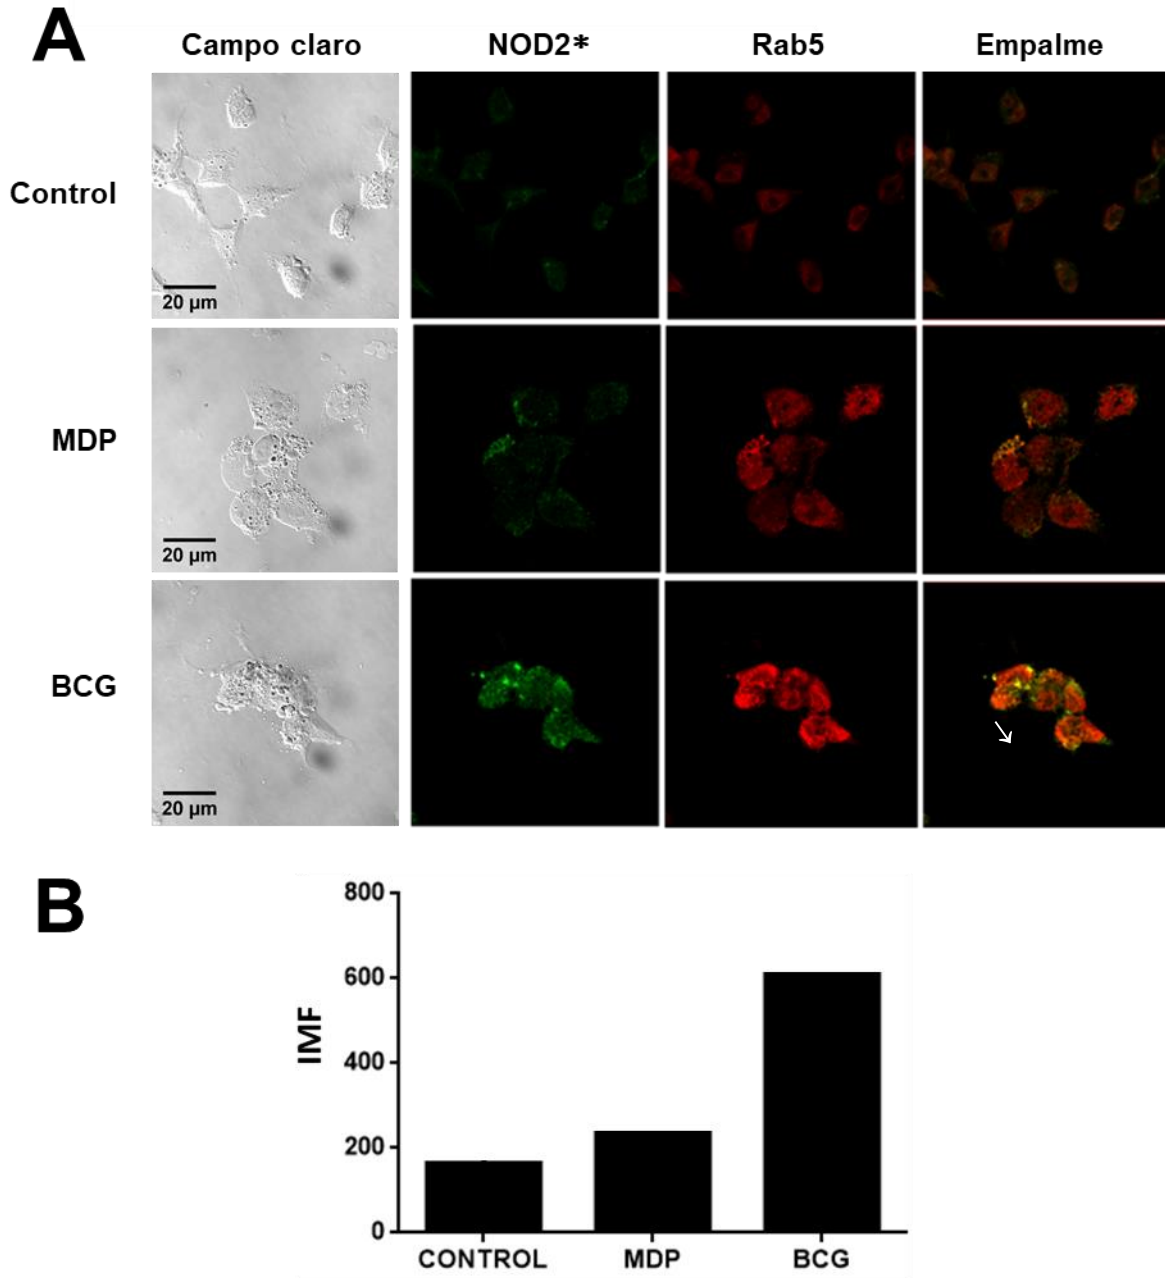 A
Campo claro
NOD2*
Rab5
Empalme
Control
20 µm
MDP
20 µm
BCG
20 µm
B
800
600
400
200
0
IMF
CONTROL
MDP
BCG